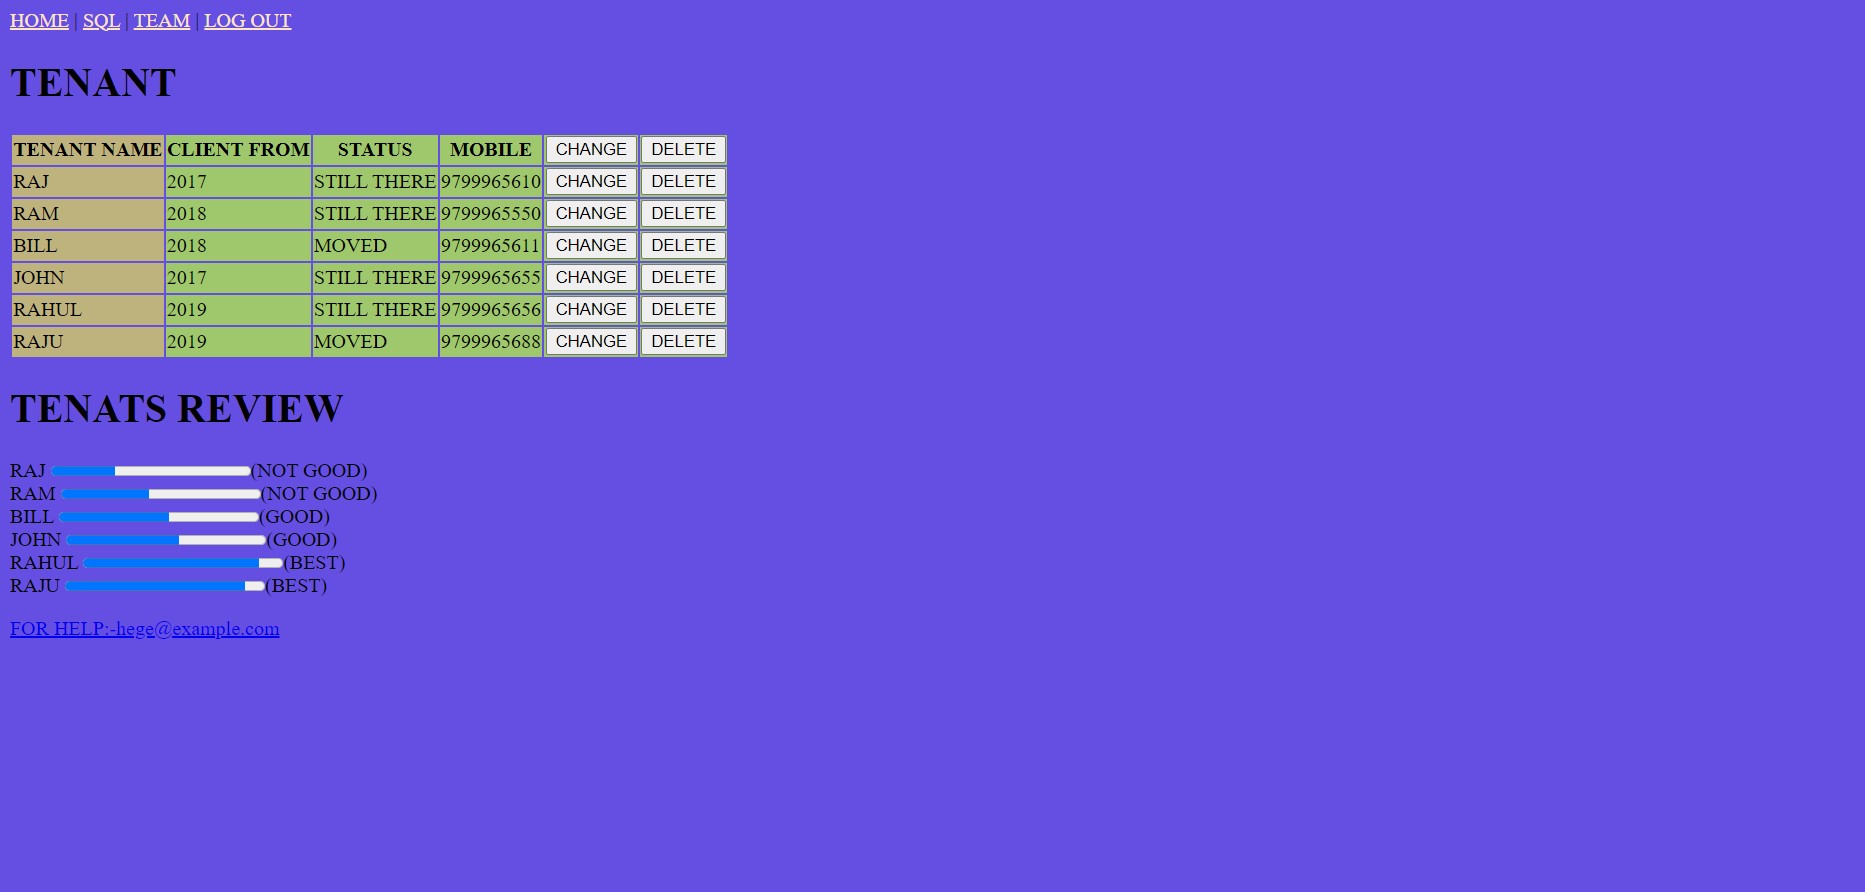 HOME | SQL | TEAM | LOG OUT
TENANT
TENANT NAME CLIENT FROM STATUS MOBILE CHANGE DELETE
RAJ 2017 STILL THERE 9799965610 CHANGE DELETE
RAM 2018 STILL THERE 9799965550 CHANGE DELETE
BILL 2018 MOVED 9799965611 CHANGE DELETE
JOHN 2017 STILL THERE 9799965655 CHANGE DELETE
RAHUL 2019 STILL THERE 9799965656 CHANGE DELETE
RAJU 2019 MOVED 9799965688 CHANGE DELETE
TENATS REVIEW
RAJ (NOT GOOD)
RAM (NOT GOOD)
BILL (GOOD)
JOHN (GOOD)
RAHUL (BEST)
RAJU (BEST)
FOR HELP:-hege@example.com